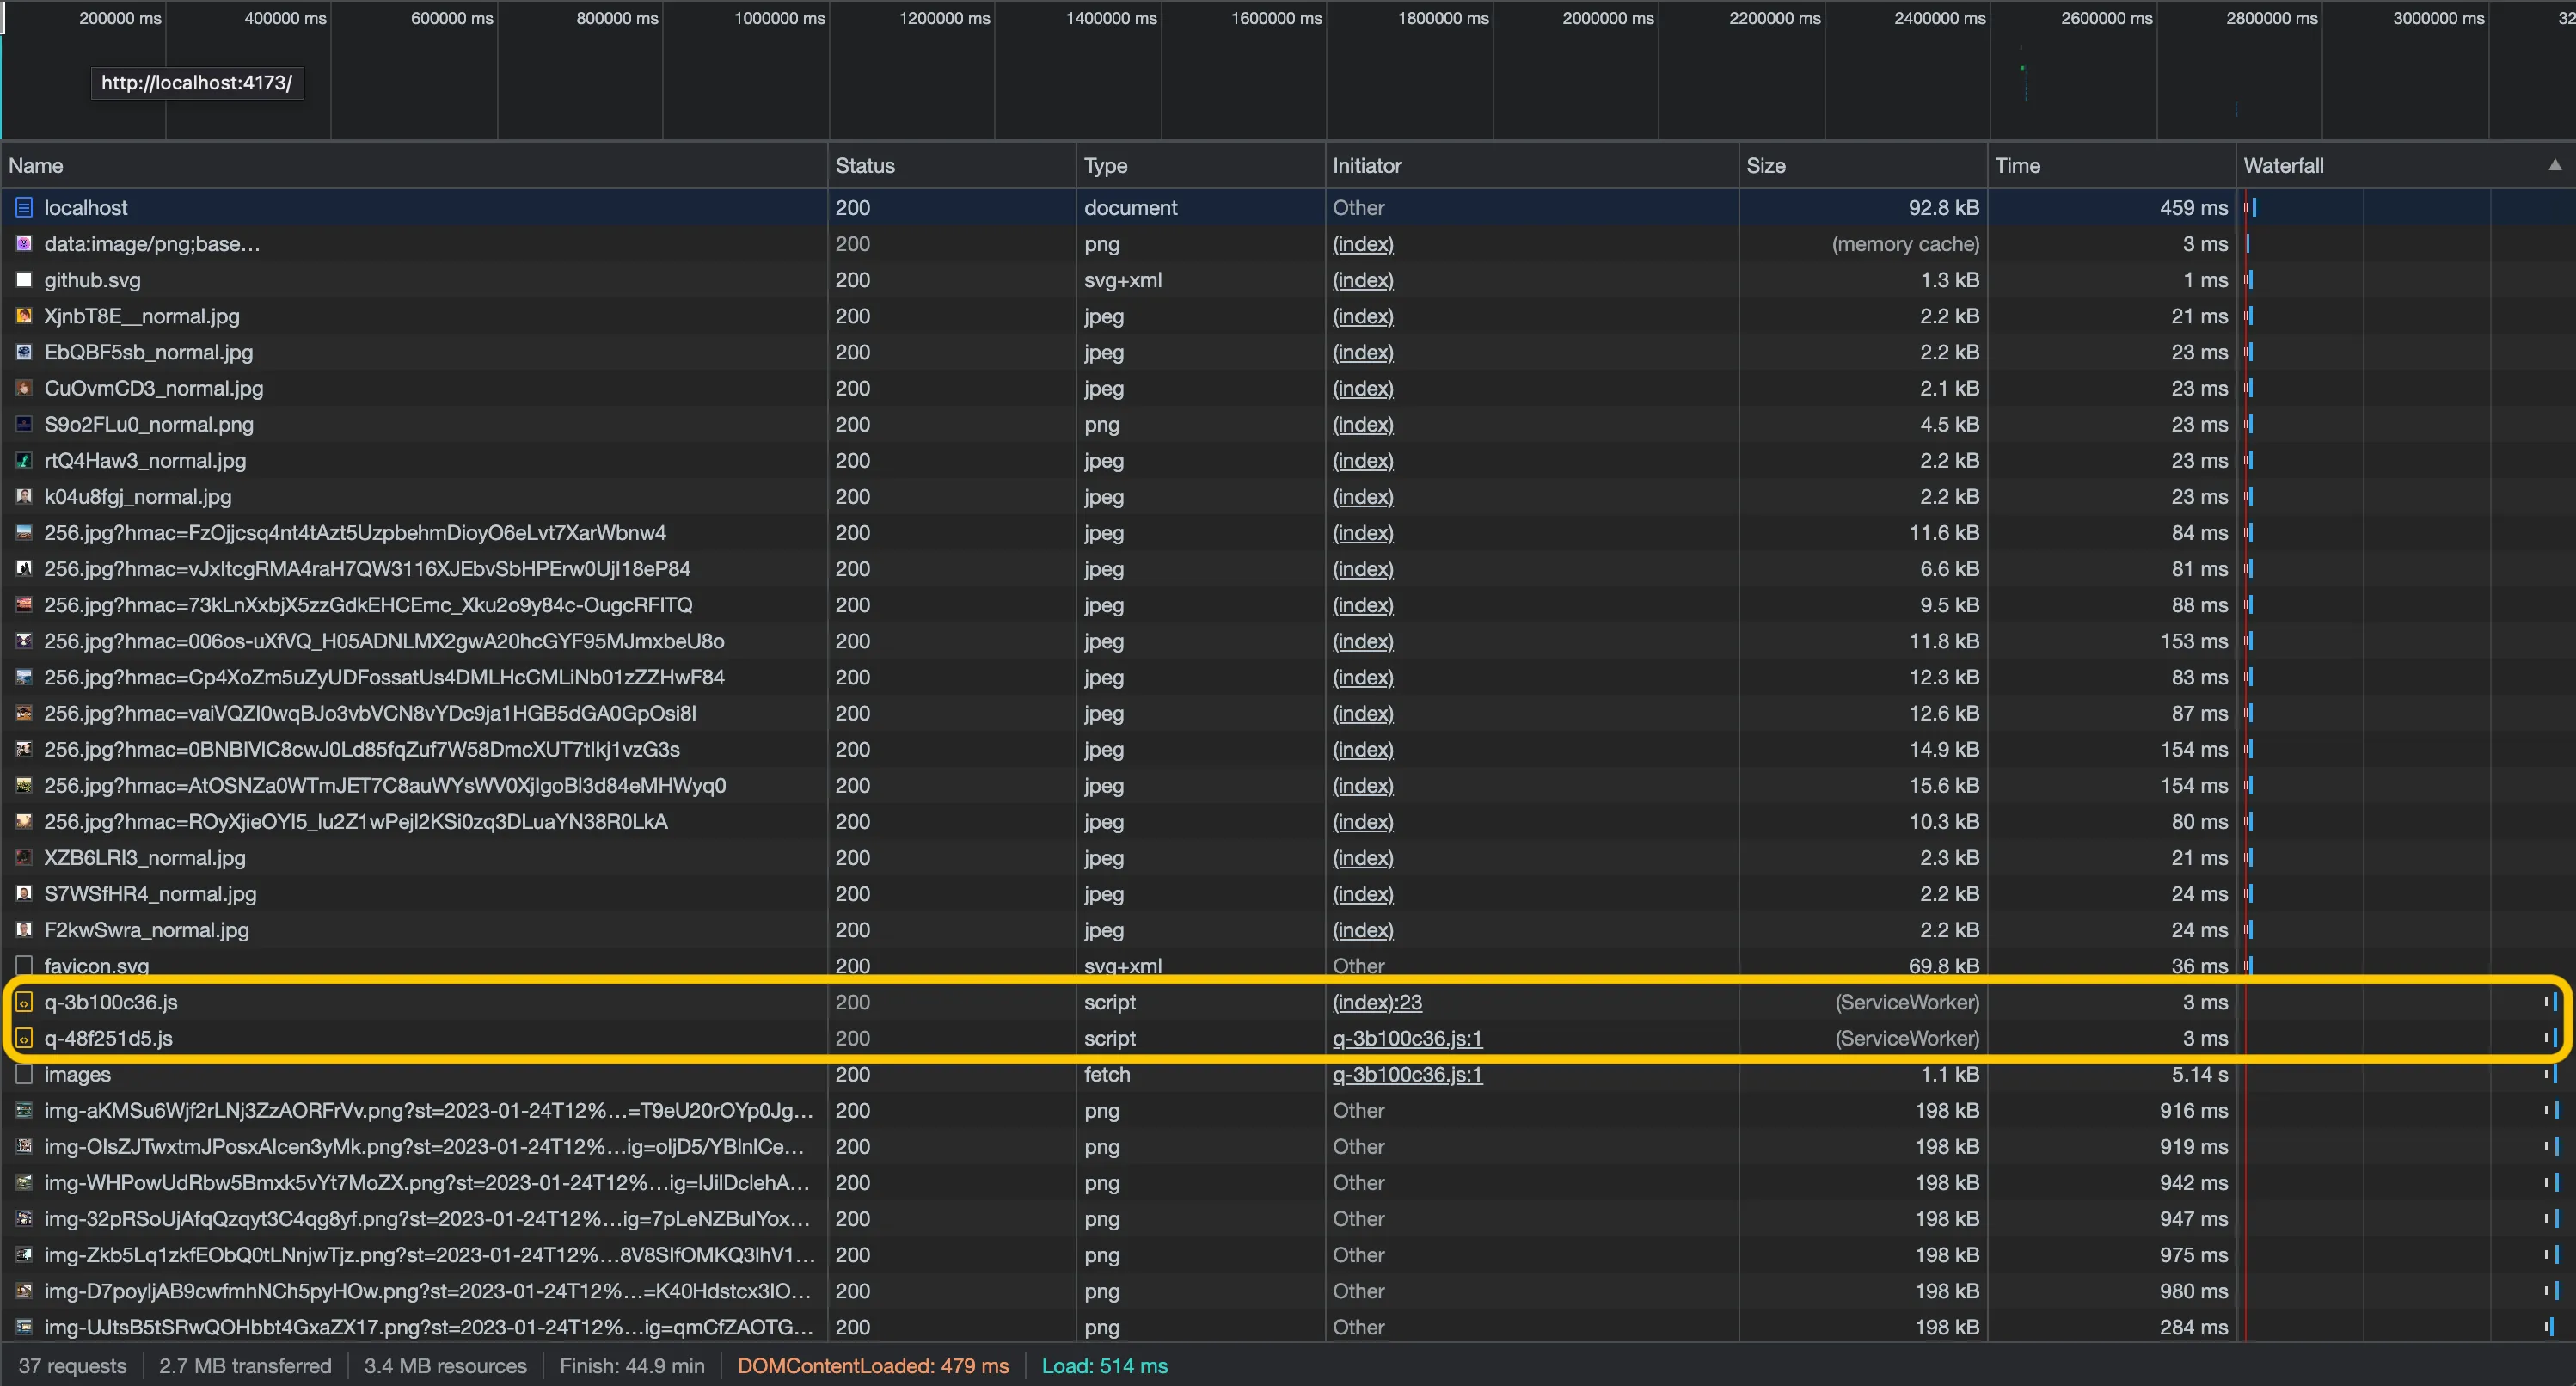 200000 ms 400000 ms 600000 ms 800000 ms 1000000 ms 1200000 ms 1400000 ms 1600000 ms 1800000 ms 2000000 ms 2200000 ms 2400000 ms 2600000 ms 2800000 ms 3000000 ms 32
http://localhost:4173/
Name Status Type Initiator Size Time Waterfall
localhost 200 document Other 92.8 kB 459 ms
data:image/png;base… 200 png (index) (memory cache) 3 ms
github.svg 200 svg+xml (index) 1.3 kB 1 ms
XjnbT8E__normal.jpg 200 jpeg (index) 2.2 kB 21 ms
EbQBF5sb_normal.jpg 200 jpeg (index) 2.2 kB 23 ms
CuOvmCD3_normal.jpg 200 jpeg (index) 2.1 kB 23 ms
S9o2FLu0_normal.png 200 png (index) 4.5 kB 23 ms
rtQ4Haw3_normal.jpg 200 jpeg (index) 2.2 kB 23 ms
k04u8fgj_normal.jpg 200 jpeg (index) 2.2 kB 23 ms
256.jpg?hmac=FzOjjcsq4nt4tAzt5UzpbehmDioyO6eLvt7XarWbnw4 200 jpeg (index) 11.6 kB 84 ms
256.jpg?hmac=vJxItcgRMA4raH7QW3116XJEbvSbHPErw0UjI18eP84 200 jpeg (index) 6.6 kB 81 ms
256.jpg?hmac=73kLnXxbjX5zzGdkEHCEmc_Xku2o9y84c-OugcRFITQ 200 jpeg (index) 9.5 kB 88 ms
256.jpg?hmac=006os-uXfVQ_H05ADNLMX2gwA20hcGYF95MJmxbeU8o 200 jpeg (index) 11.8 kB 153 ms
256.jpg?hmac=Cp4XoZm5uZyUDFossatUs4DMLHcCMLiNb01zZZHwF84 200 jpeg (index) 12.3 kB 83 ms
256.jpg?hmac=vaiVQZI0wqBJo3vbVCN8vYDc9ja1HGB5dGA0GpOsi8I 200 jpeg (index) 12.6 kB 87 ms
256.jpg?hmac=0BNBIVIC8cwJ0Ld85fqZuf7W58DmcXUT7tIkj1vzG3s 200 jpeg (index) 14.9 kB 154 ms
256.jpg?hmac=AtOSNZa0WTmJET7C8auWYsWV0XjIgoBl3d84eMHWyq0 200 jpeg (index) 15.6 kB 154 ms
256.jpg?hmac=ROyXjieOYI5_lu2Z1wPejl2KSi0zq3DLuaYN38R0LkA 200 jpeg (index) 10.3 kB 80 ms
XZB6LRI3_normal.jpg 200 jpeg (index) 2.3 kB 21 ms
S7WSfHR4_normal.jpg 200 jpeg (index) 2.2 kB 24 ms
F2kwSwra_normal.jpg 200 jpeg (index) 2.2 kB 24 ms
favicon.svg 200 svg+xml Other 69.8 kB 36 ms
q-3b100c36.js 200 script (index):23 (ServiceWorker) 3 ms
q-48f251d5.js 200 script q-3b100c36.js:1 (ServiceWorker) 3 ms
images 200 fetch q-3b100c36.js:1 1.1 kB 5.14 s
img-aKMSu6Wjf2rLNj3ZzAORFrVv.png?st=2023-01-24T12%…=T9eU20rOYp0Jg… 200 png Other 198 kB 916 ms
img-OlsZJTwxtmJPosxAlcen3yMk.png?st=2023-01-24T12%…ig=oljD5/YBlnlCe… 200 png Other 198 kB 919 ms
img-WHPowUdRbw5Bmxk5vYt7MoZX.png?st=2023-01-24T12%…ig=lJilDclehA… 200 png Other 198 kB 942 ms
img-32pRSoUjAfqQzqyt3C4qg8yf.png?st=2023-01-24T12%…ig=7pLeNZBulYox… 200 png Other 198 kB 947 ms
img-Zkb5Lq1zkfEObQ0tLNnjwTjz.png?st=2023-01-24T12%…8V8SIfOMKQ3lhV1… 200 png Other 198 kB 975 ms
img-D7poyljAB9cwfmhNCh5pyHOw.png?st=2023-01-24T12%…=K40Hdstcx3IO… 200 png Other 198 kB 980 ms
img-UJtsB5tSRwQOHbbt4GxaZX17.png?st=2023-01-24T12%…ig=qmCfZAOTG… 200 png Other 198 kB 284 ms
37 requests 2.7 MB transferred 3.4 MB resources Finish: 44.9 min DOMContentLoaded: 479 ms Load: 514 ms